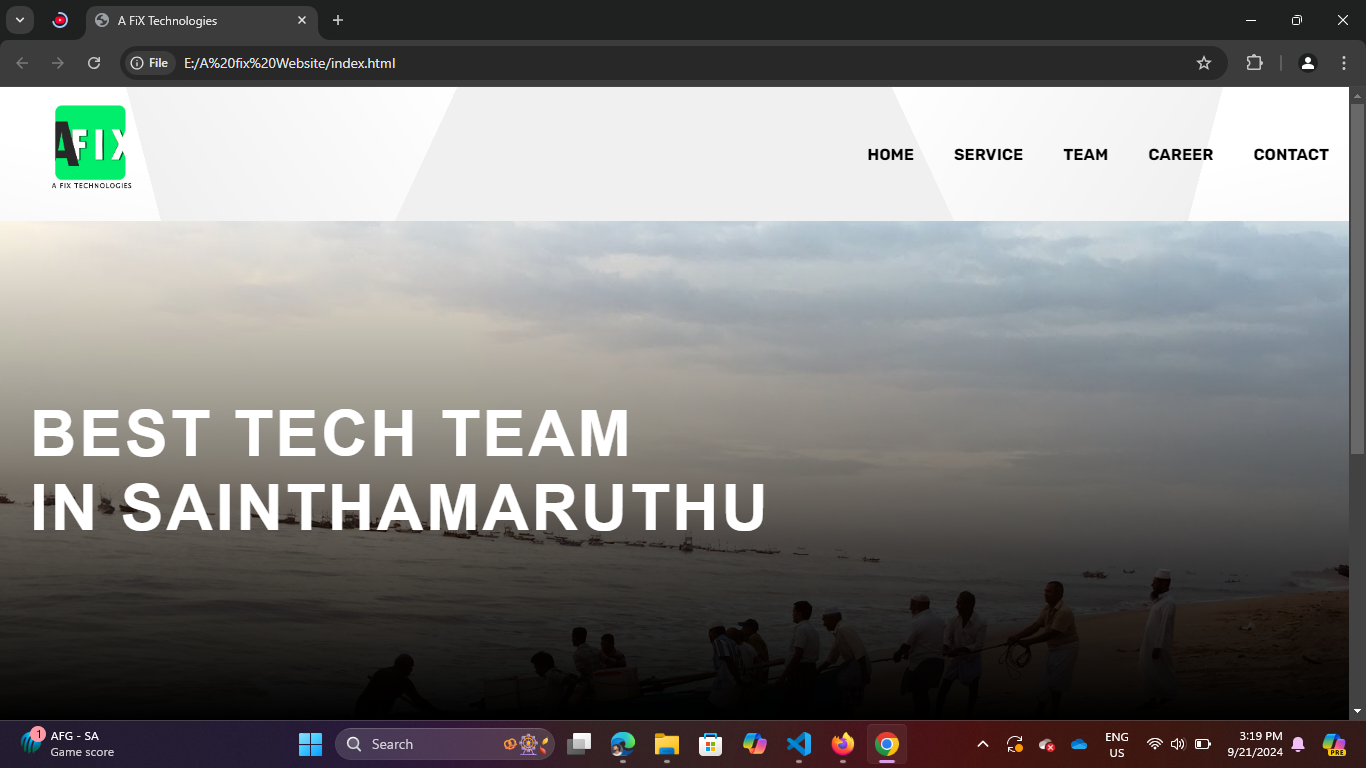 A FiX Technologies
File E:/A%20fix%20Website/index.html
AFIX
A FIX TECHNOLOGIES
HOME SERVICE TEAM CAREER CONTACT
BEST TECH TEAM
IN SAINTHAMARUTHU
1
AFG - SA
Game score
Search
ENG
US
3:19 PM
9/21/2024
PRE